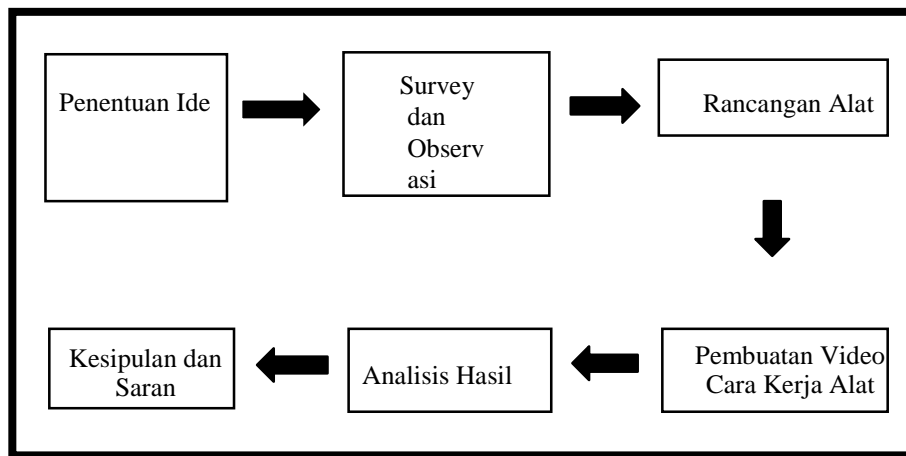 Penentuan Ide
Survey
dan
Observ
asi
Rancangan Alat
Pembuatan Video
Cara Kerja Alat
Analisis Hasil
Kesipulan dan
Saran